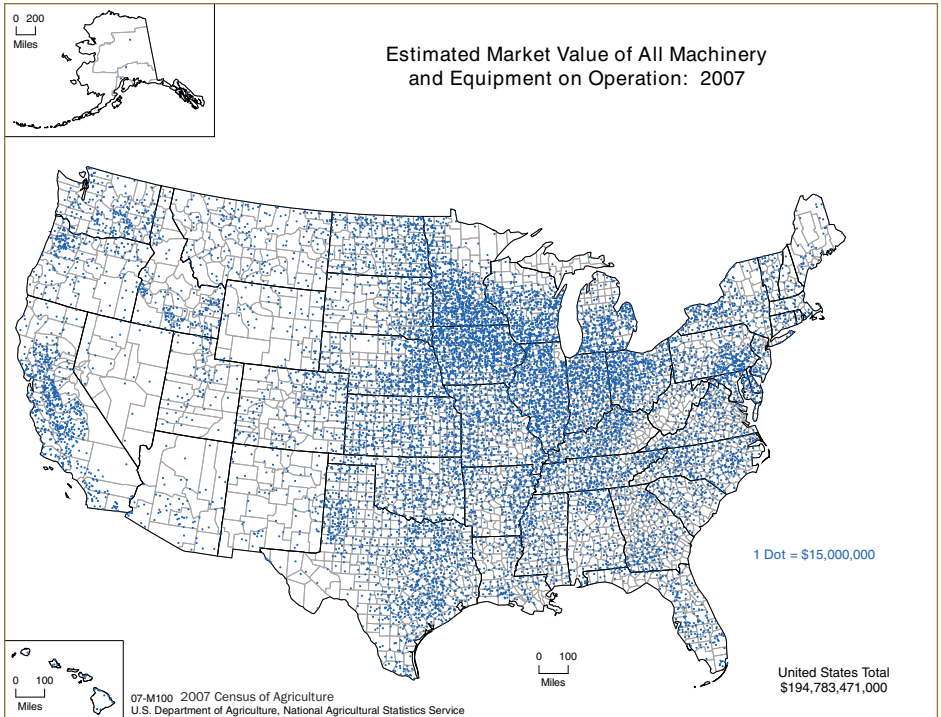 0 200
Miles
Estimated Market Value of All Machinery
and Equipment on Operation: 2007
1 Dot = $15,000,000
0 100
Miles
0 100
Miles
07-M100 2007 Census of Agriculture
U.S. Department of Agriculture, National Agricultural Statistics Service
United States Total
$194,783,471,000